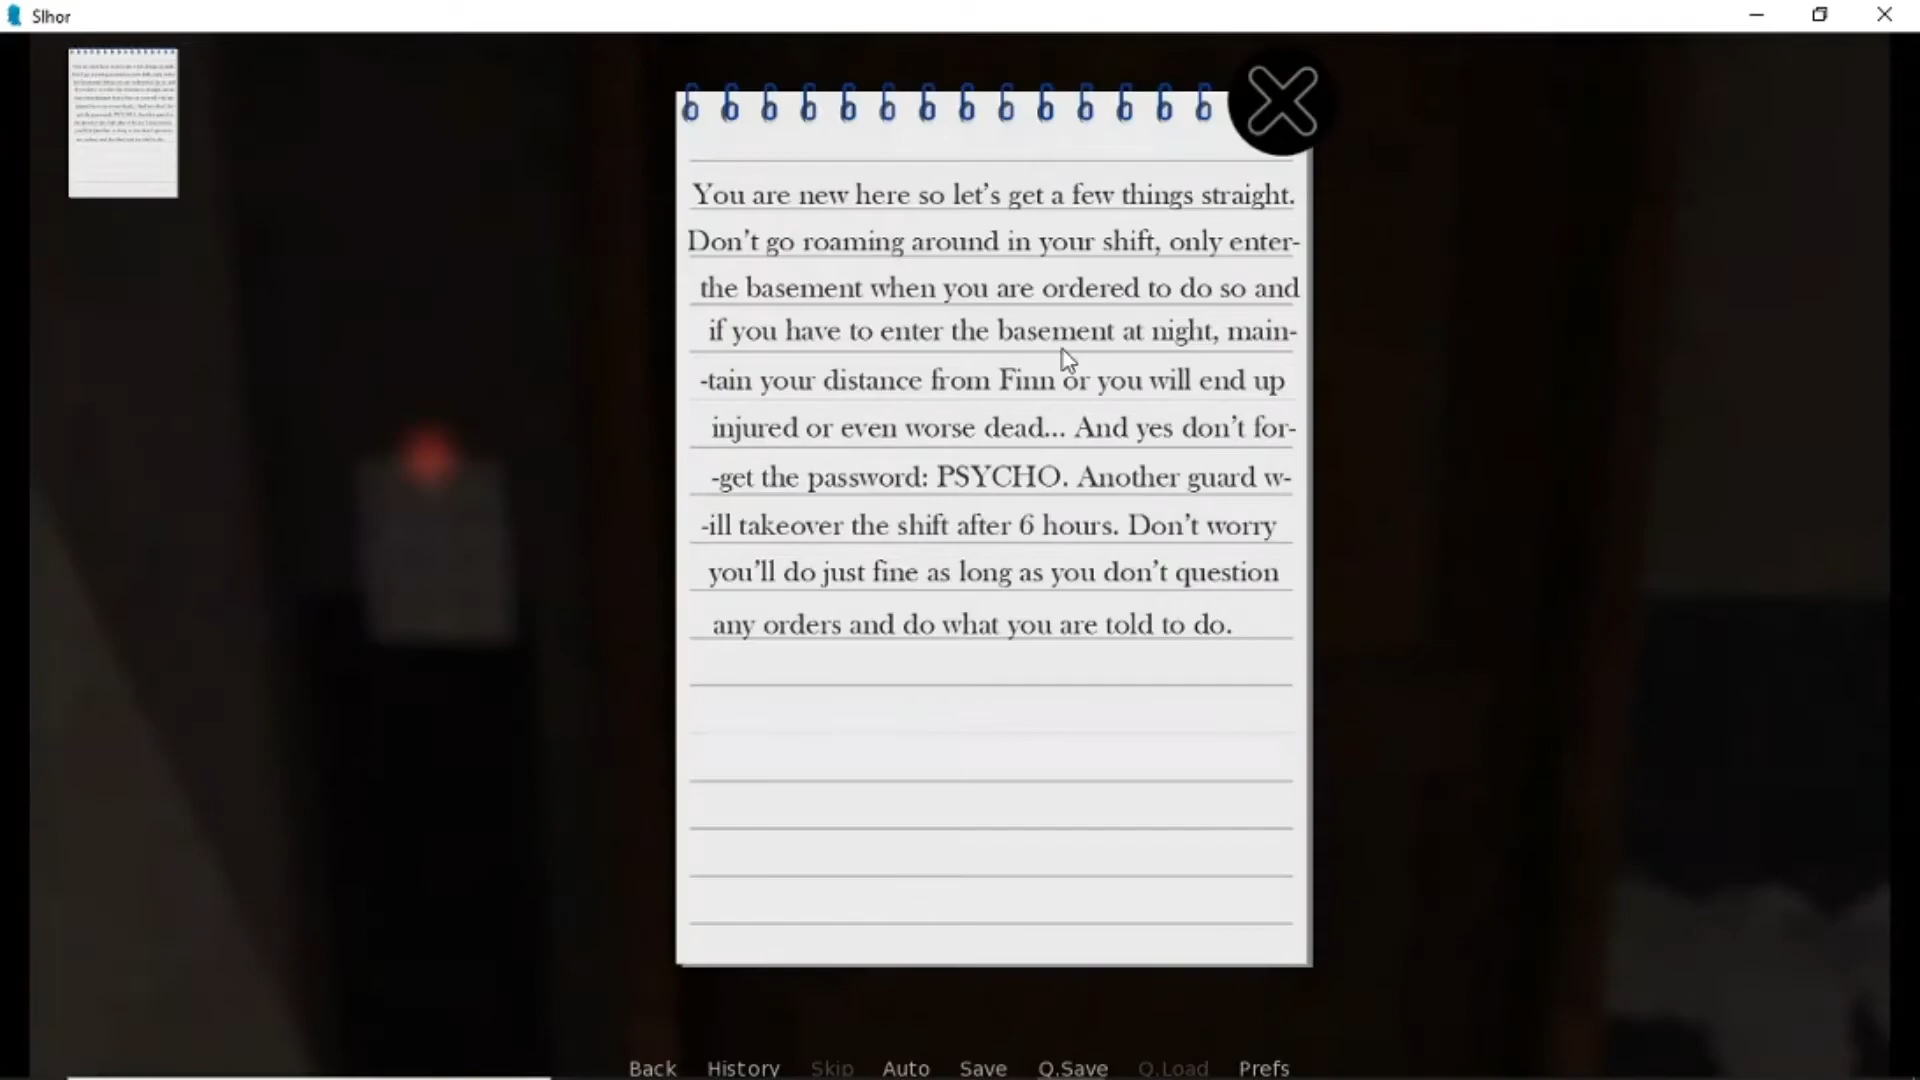 Slhor
You are new here so let's get a few things straight.
Don't go roaming around in your shift, only enter-
the basement when you are ordered to do so and
if you have to enter the basement at night, main-
-tain your distance from Finn or you will end up
injured or even worse dead... And yes don't for-
-get the password: PSYCHO. Another guard w-
-ill takeover the shift after 6 hours. Don't worry
you'll do just fine as long as you don't question
any orders and do what you are told to do.
Back History Skip Auto Save Q.Save Q.Load Prefs